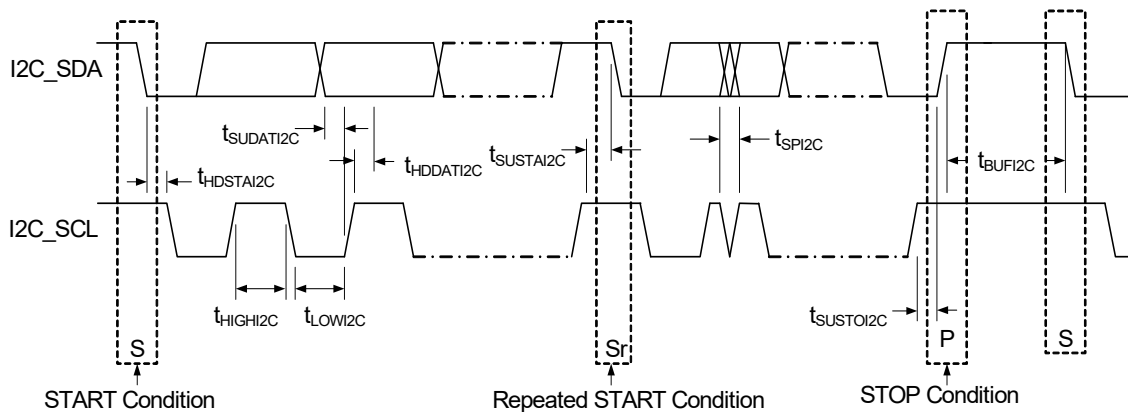 I2C_SDA
tSUDATI2C
tHDDATI2C
tSUSTAI2C
tSPI2C
tBUFI2C
tHDSTAI2C
I2C_SCL
tHIGHI2C
tLOWI2C
tSUSTOI2C
S
Sr
P
S
START Condition
Repeated START Condition
STOP Condition